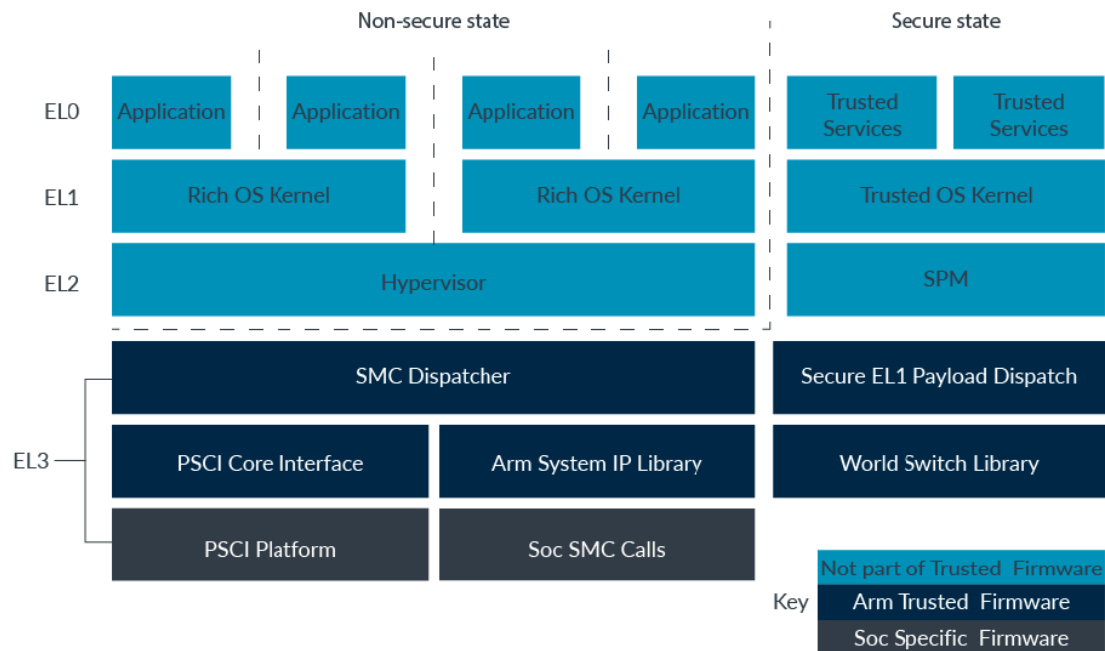 Non-secure state
Secure state
EL0
Application
Application
Application
Application
Trusted
Services
Trusted
Services
EL1
Rich OS Kernel
Rich OS Kernel
Trusted OS Kernel
EL2
Hypervisor
SPM
SMC Dispatcher
Secure EL1 Payload Dispatch
EL3
PSCI Core Interface
Arm System IP Library
World Switch Library
PSCI Platform
Soc SMC Calls
Key
Not part of Trusted Firmware
Arm Trusted Firmware
Soc Specific Firmware